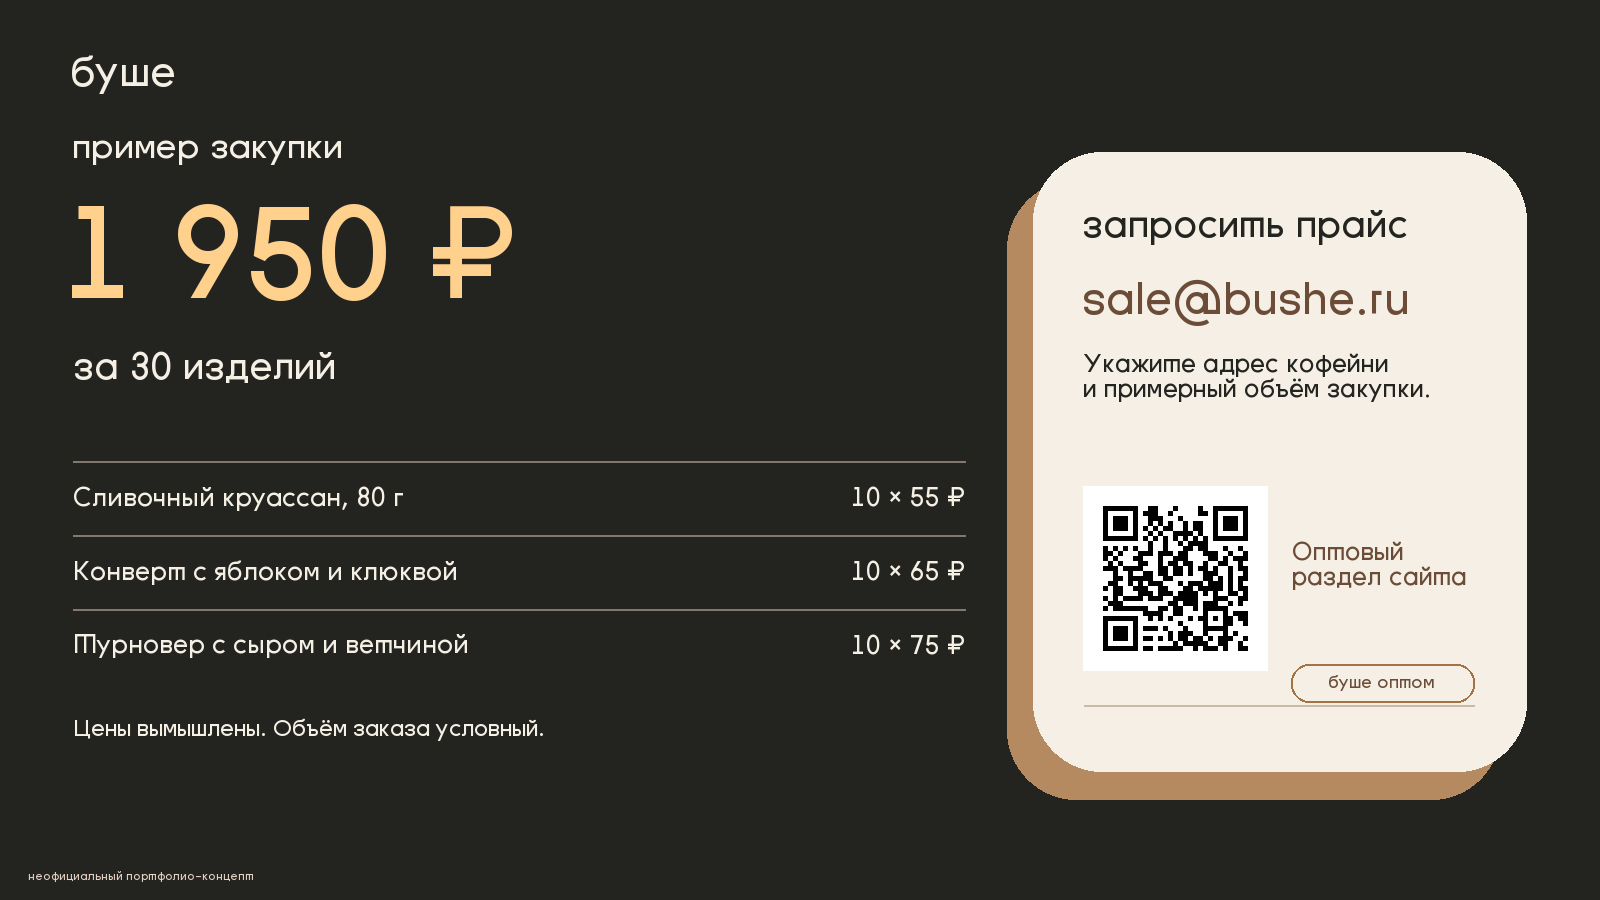 буше
пример закупки
1 950 ₽
за 30 изделий
Сливочный круассан, 80 г 10 × 55 ₽
Конверт с яблоком и клюквой 10 × 65 ₽
Турновер с сыром и ветчиной 10 × 75 ₽
Цены вымышлены. Объём заказа условный.
запросить прайс
sale@bushe.ru
Укажите адрес кофейни
и примерный объём закупки.
Оптовый
раздел сайта
буше оптом
неофициальный портфолио-концепт